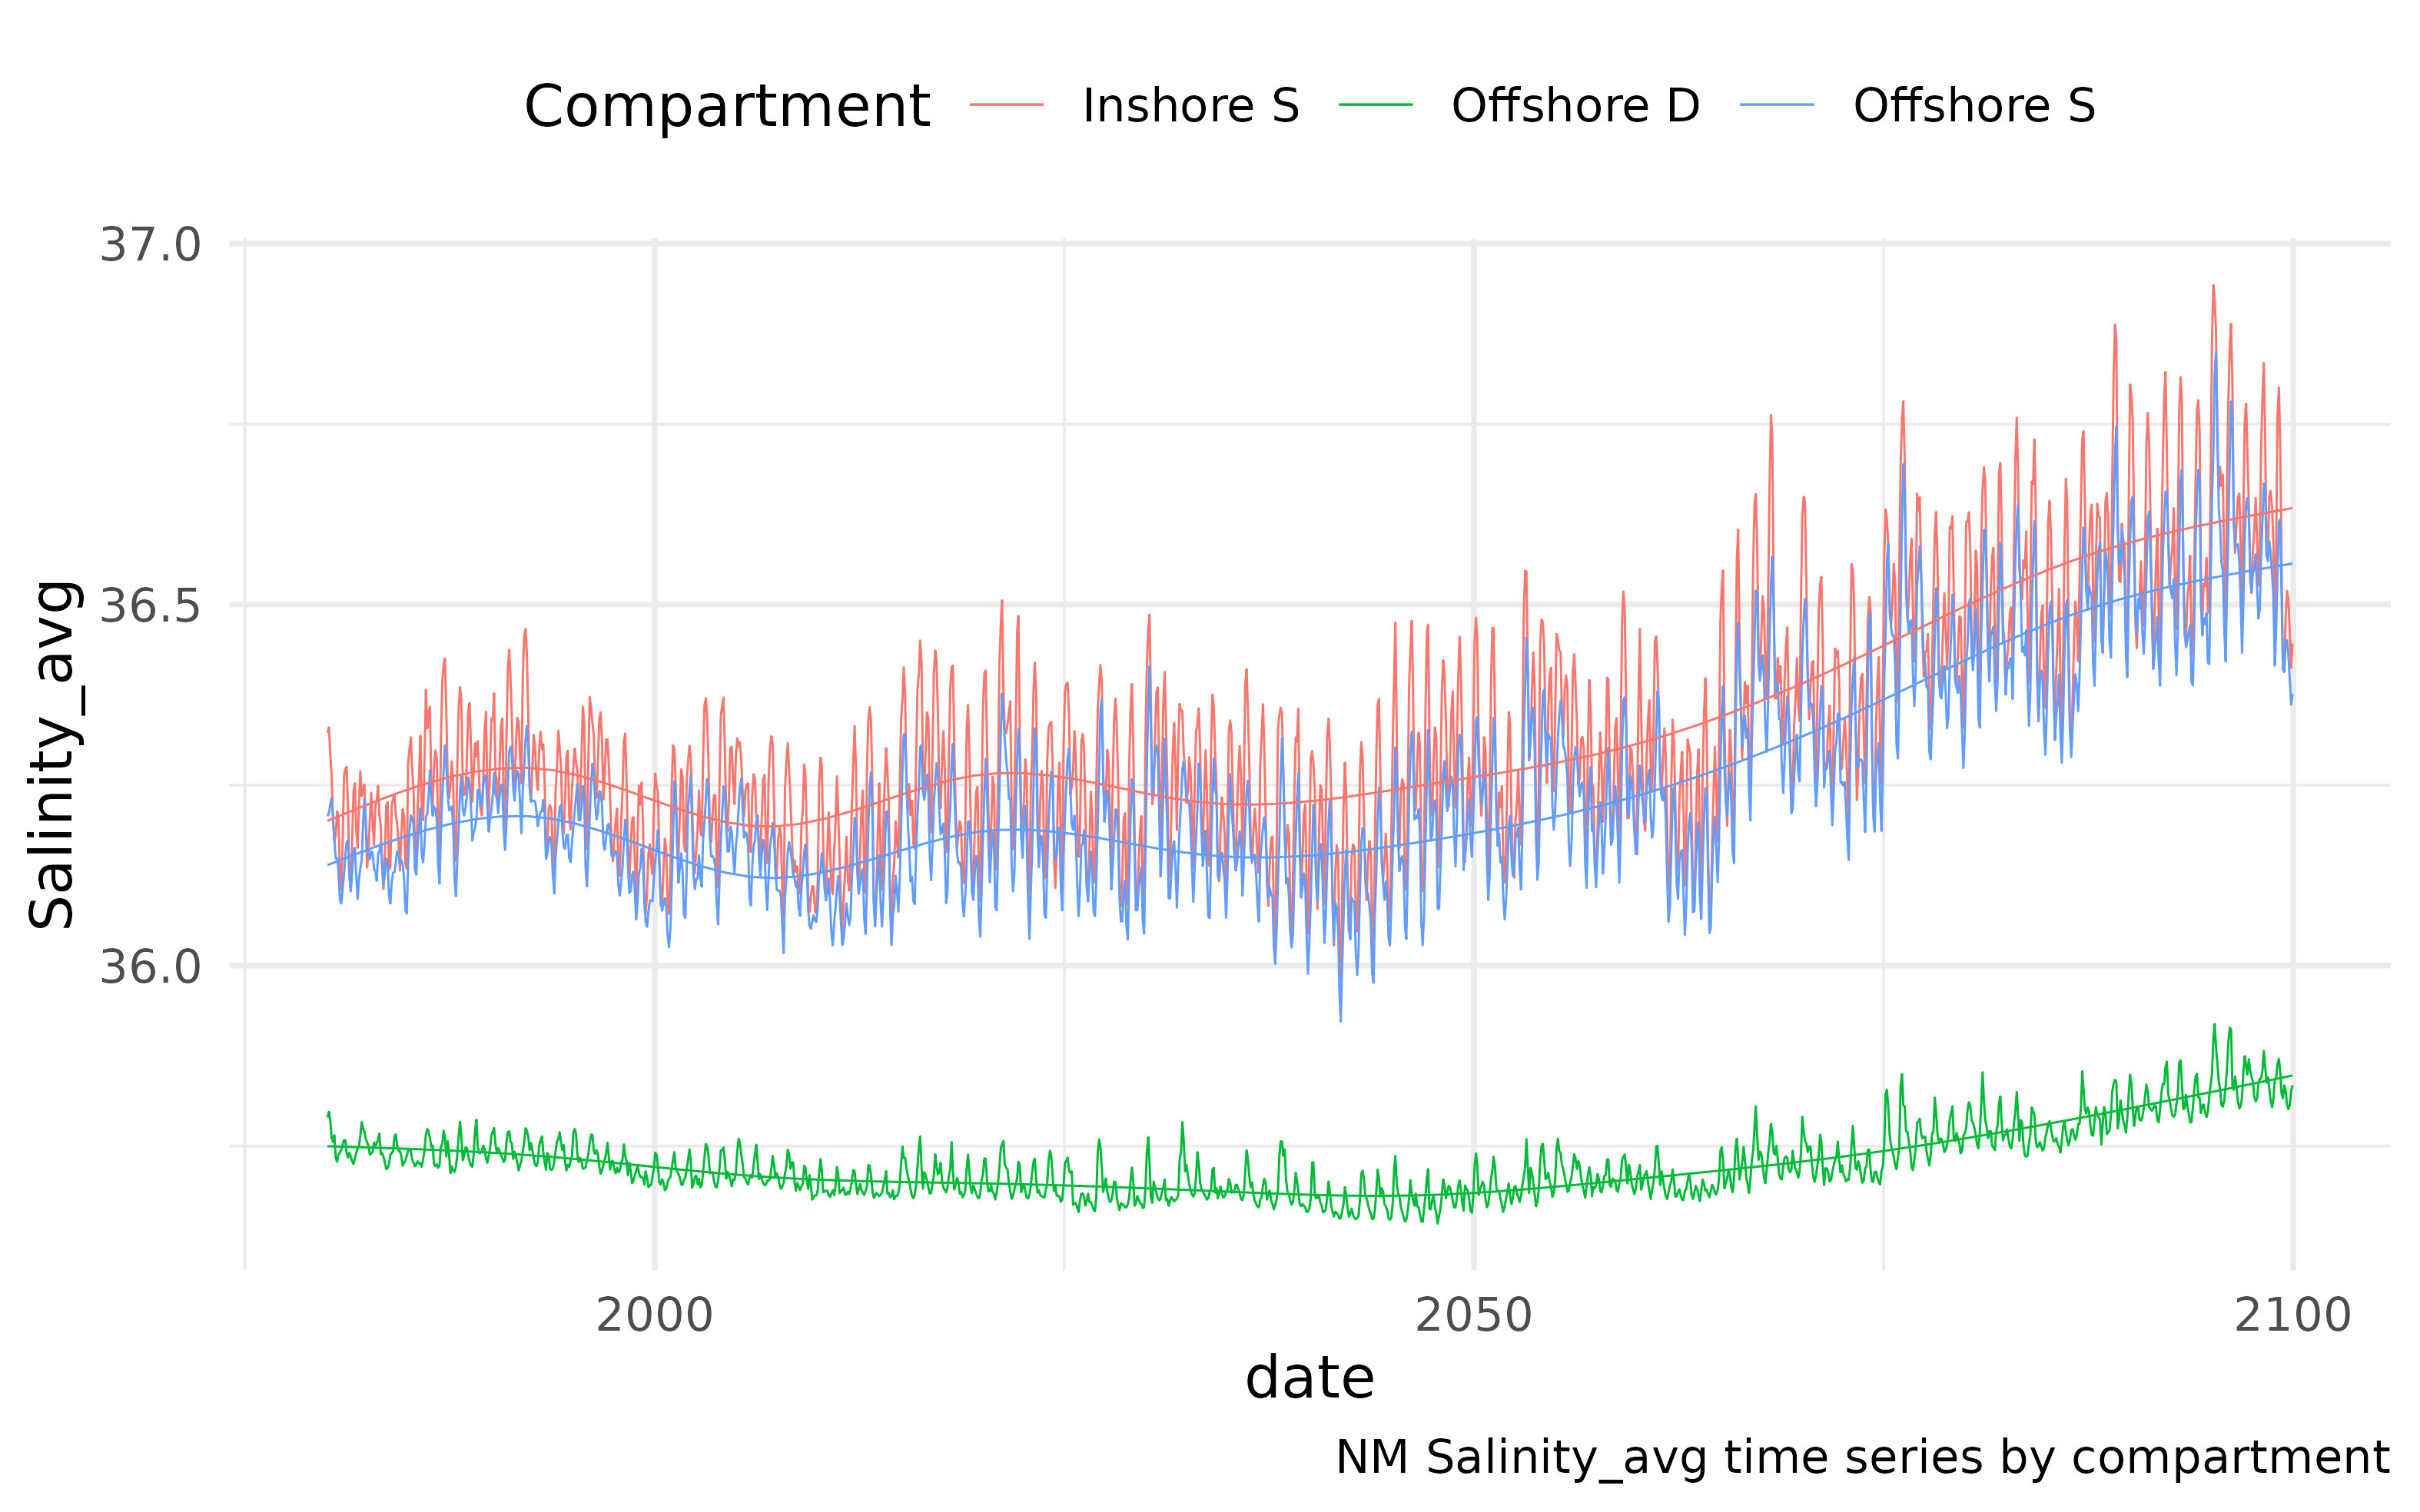 Compartment Inshore S Offshore D Offshore S
37.0
36.5
36.0
Salinity_avg
2000 2050 2100
date
NM Salinity_avg time series by compartment